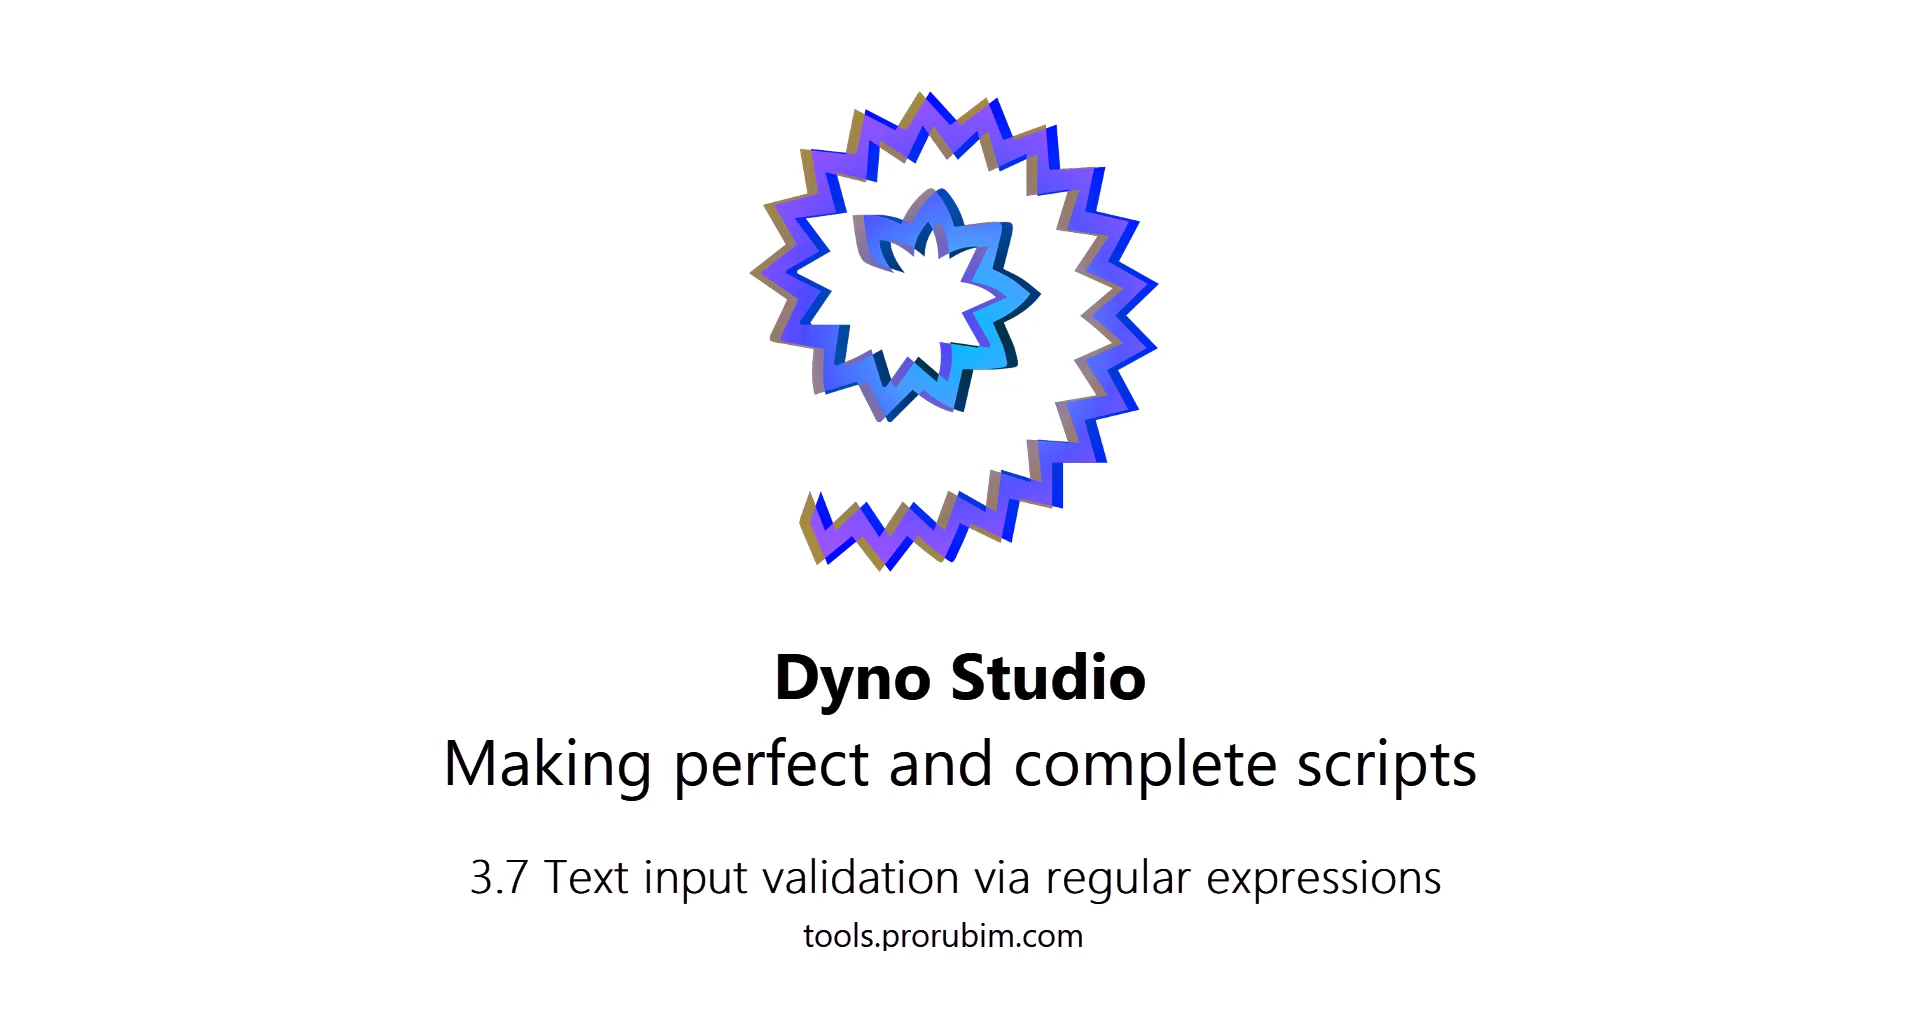 Dyno Studio
Making perfect and complete scripts
3.7 Text input validation via regular expressions
tools.prorubim.com